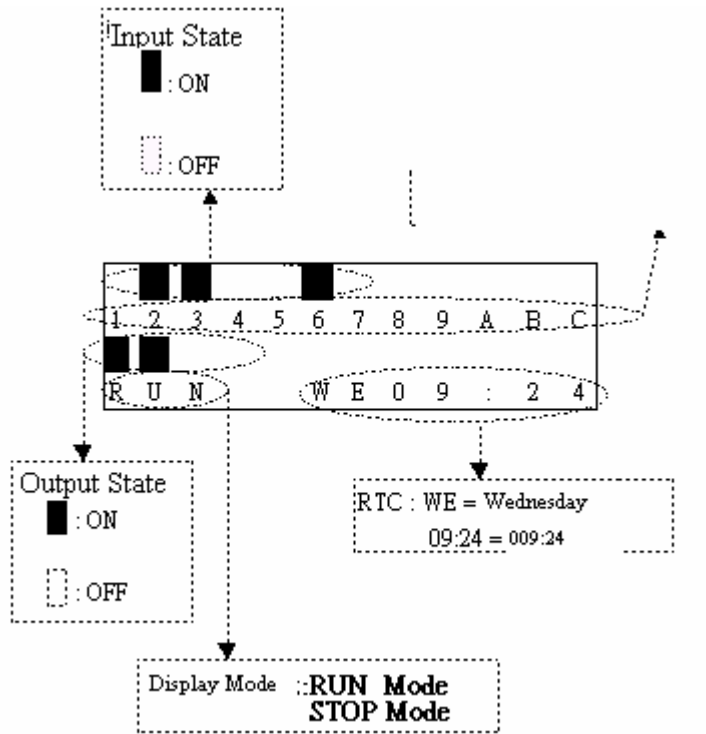 Input State
: ON
: OFF
1 2 3 4 5 6 7 8 9 A B C
R U N W E 0 9 : 2 4
Output State
: ON
: OFF
RTC : WE = Wednesday
09:24 = 009:24
Display Mode ::RUN Mode
STOP Mode